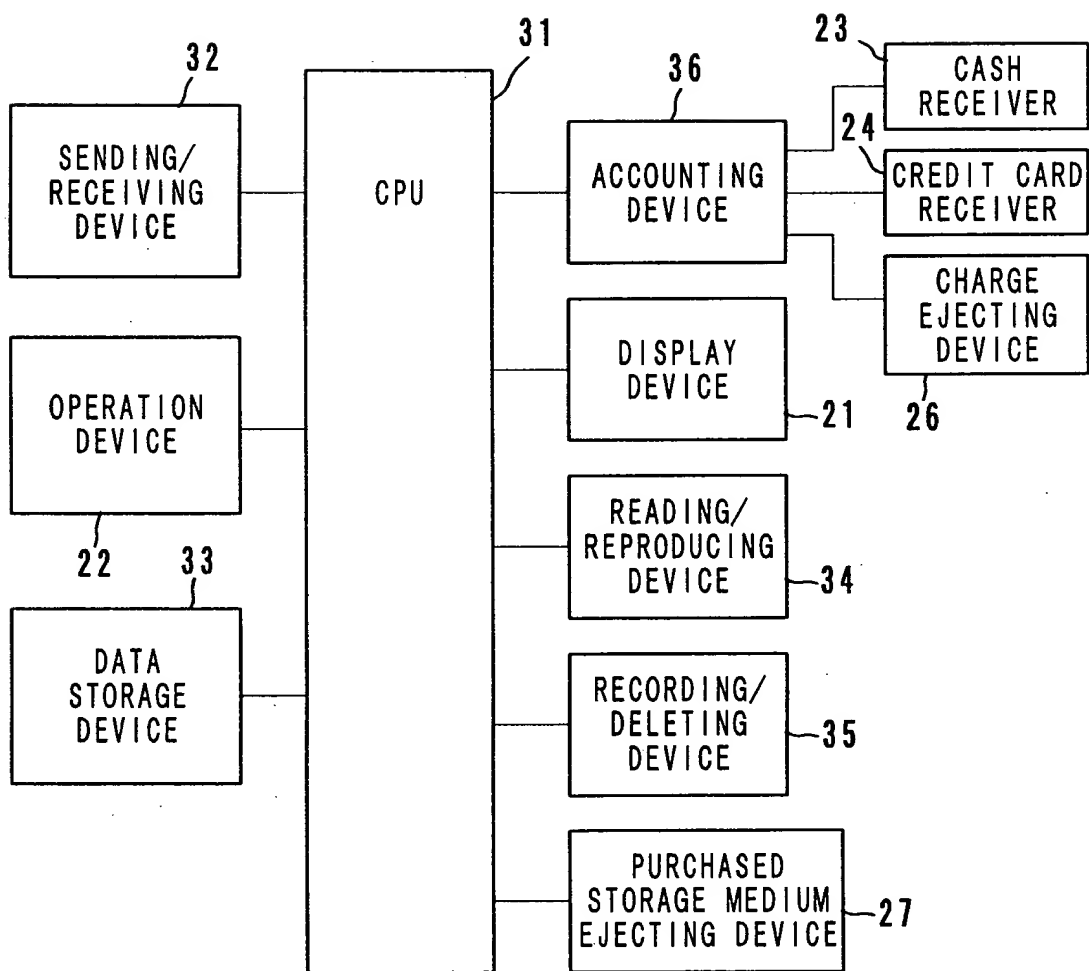 31
32
36
23
CASH
RECEIVER
24
SENDING/
RECEIVING
DEVICE
CPU
ACCOUNTING
DEVICE
CREDIT CARD
RECEIVER
CHARGE
EJECTING
DEVICE
26
OPERATION
DEVICE
22
DISPLAY
DEVICE
21
33
DATA
STORAGE
DEVICE
READING/
REPRODUCING
DEVICE
34
RECORDING/
DELETING
DEVICE
35
PURCHASED
STORAGE MEDIUM
EJECTING DEVICE
27